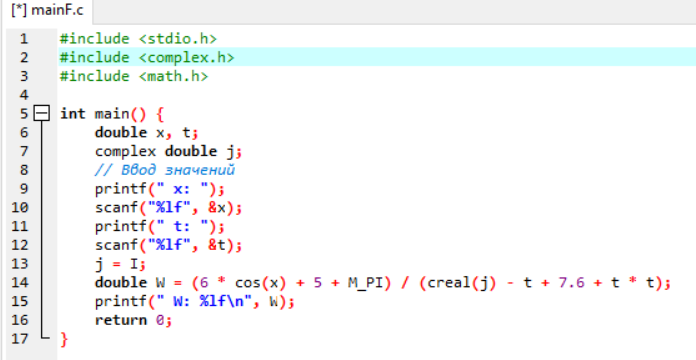 [*] mainF.c
1 #include <stdio.h>
2 #include <complex.h>
3 #include <math.h>
4
5 int main() {
6 double x, t;
7 complex double j;
8 // Ввод значений
9 printf(" x: ");
10 scanf("%lf", &x);
11 printf(" t: ");
12 scanf("%lf", &t);
13 j = I;
14 double W = (6 * cos(x) + 5 + M_PI) / (creal(j) - t + 7.6 + t * t);
15 printf(" W: %lf\n", W);
16 return 0;
17 }